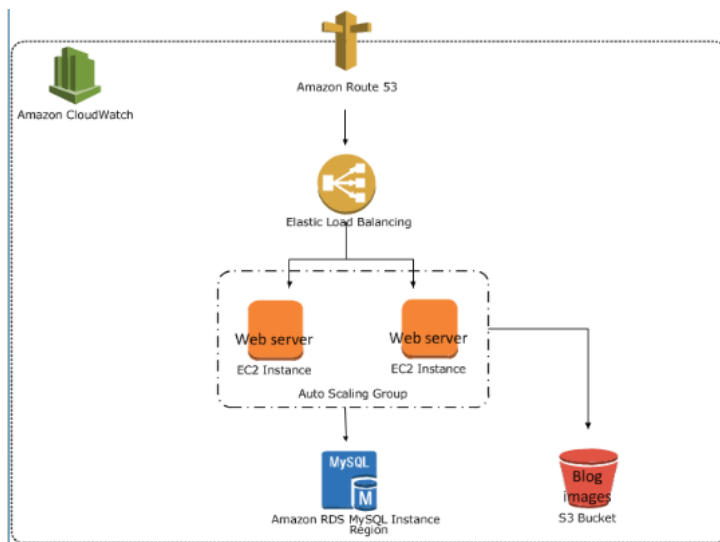 Amazon Route 53
Amazon CloudWatch
Elastic Load Balancing
Web server
EC2 Instance
Web server
EC2 Instance
Auto Scaling Group
MySQL
M
Amazon RDS MySQL Instance
Region
Blog
images
S3 Bucket